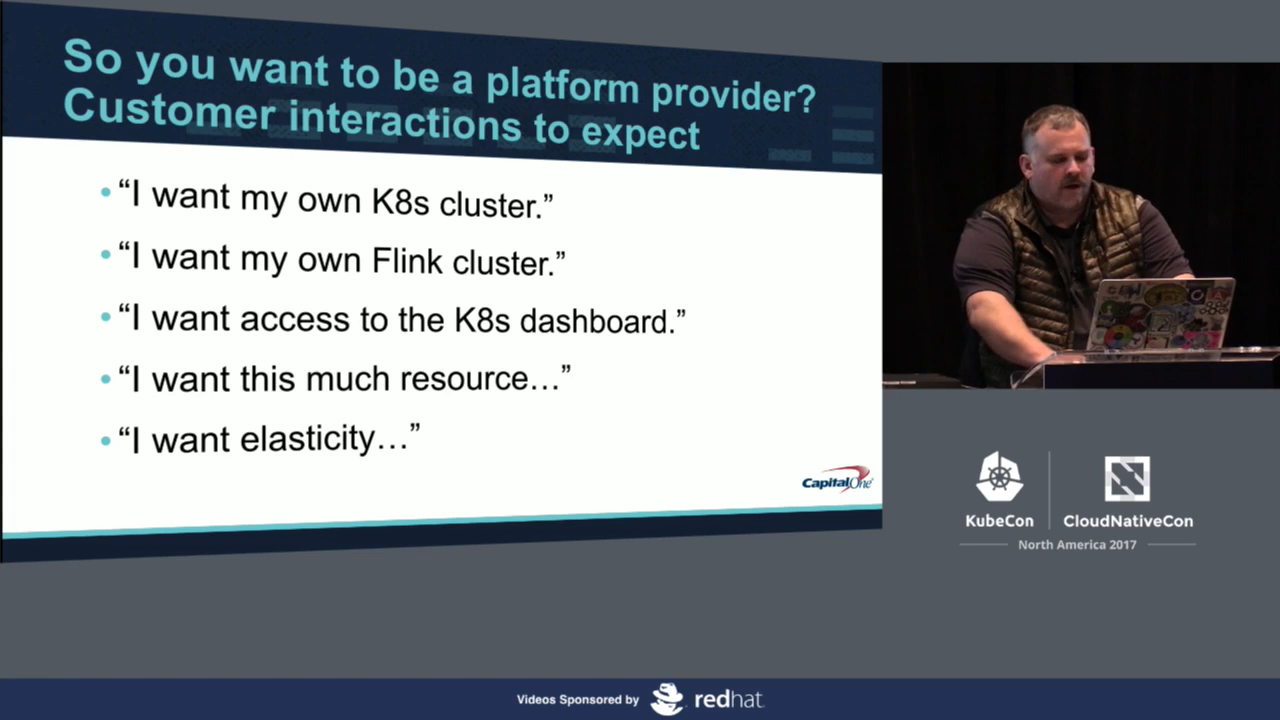 So you want to be a platform provider?
Customer interactions to expect
•“I want my own K8s cluster.”
•“I want my own Flink cluster.”
•“I want access to the K8s dashboard.”
•“I want this much resource…”
•“I want elasticity…”
CapitalOne
KubeCon
CloudNativeCon
North America 2017
Videos Sponsored by
redhat.